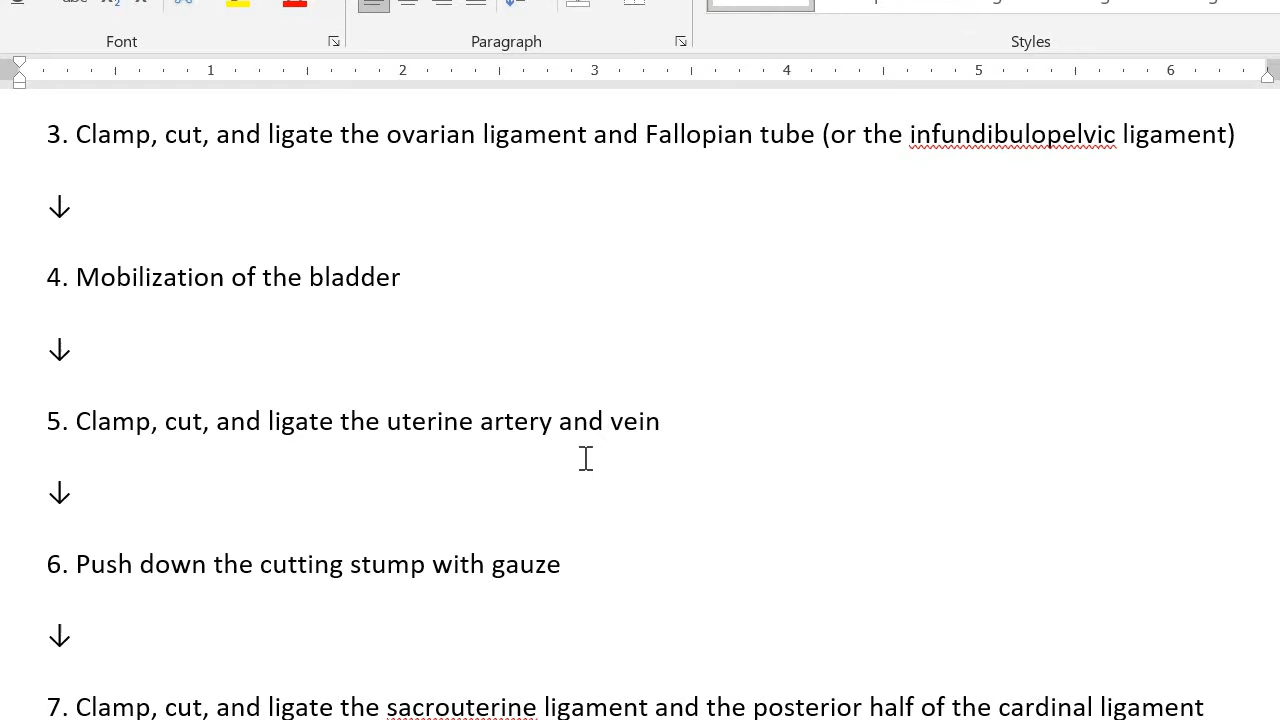 Font Paragraph Styles
1 2 3 4 5 6
3. Clamp, cut, and ligate the ovarian ligament and Fallopian tube (or the infundibulopelvic ligament)
↓
4. Mobilization of the bladder
↓
5. Clamp, cut, and ligate the uterine artery and vein
↓
6. Push down the cutting stump with gauze
↓
7. Clamp, cut, and ligate the sacrouterine ligament and the posterior half of the cardinal ligament